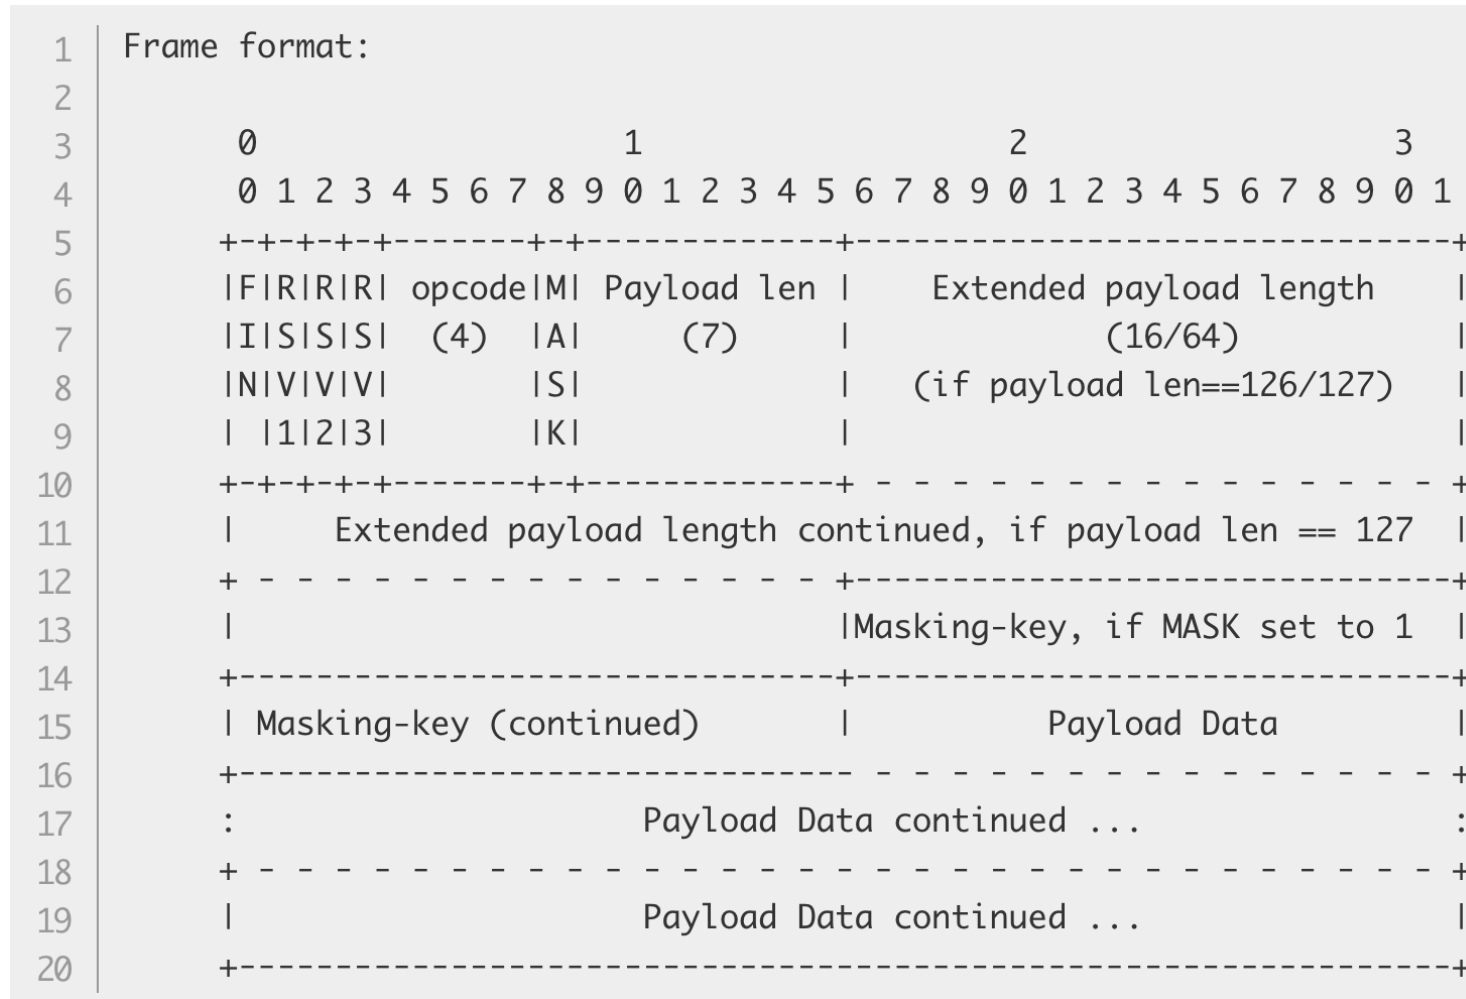 1 Frame format:
2
3       0                   1                   2                   3
4       0 1 2 3 4 5 6 7 8 9 0 1 2 3 4 5 6 7 8 9 0 1 2 3 4 5 6 7 8 9 0 1
5      +-+-+-+-+-------+-+-------------+-------------------------------+
6      |F|R|R|R| opcode|M| Payload len |    Extended payload length    |
7      |I|S|S|S|  (4)  |A|     (7)     |             (16/64)           |
8      |N|V|V|V|       |S|             |   (if payload len==126/127)   |
9      | |1|2|3|       |K|             |                               |
10     +-+-+-+-+-------+-+-------------+ - - - - - - - - - - - - - - - +
11     |     Extended payload length continued, if payload len == 127  |
12     + - - - - - - - - - - - - - - - +-------------------------------+
13     |                               |Masking-key, if MASK set to 1  |
14     +-------------------------------+-------------------------------+
15     | Masking-key (continued)       |          Payload Data         |
16     +-------------------------------- - - - - - - - - - - - - - - - +
17     :                     Payload Data continued ...                :
18     + - - - - - - - - - - - - - - - - - - - - - - - - - - - - - - - +
19     |                     Payload Data continued ...                |
20     +---------------------------------------------------------------+